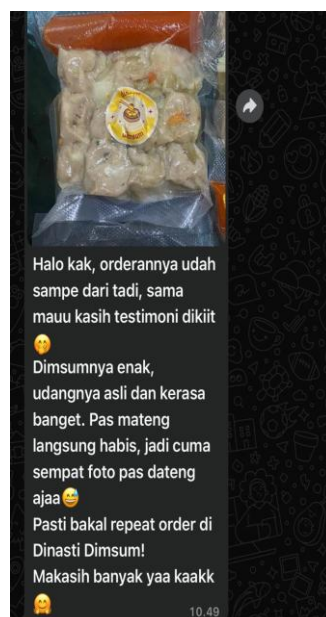 Halo kak, orderannya udah
sampe dari tadi, sama
mauu kasih testimoni dikiit
🤭
Dimsumnya enak,
udangnya asli dan kerasa
banget. Pas mateng
langsung habis, jadi cuma
sempat foto pas dateng
ajaa😅
Pasti bakal repeat order di
Dinasti Dimsum!
Makasih banyak yaa kaakk
🤗
10.49